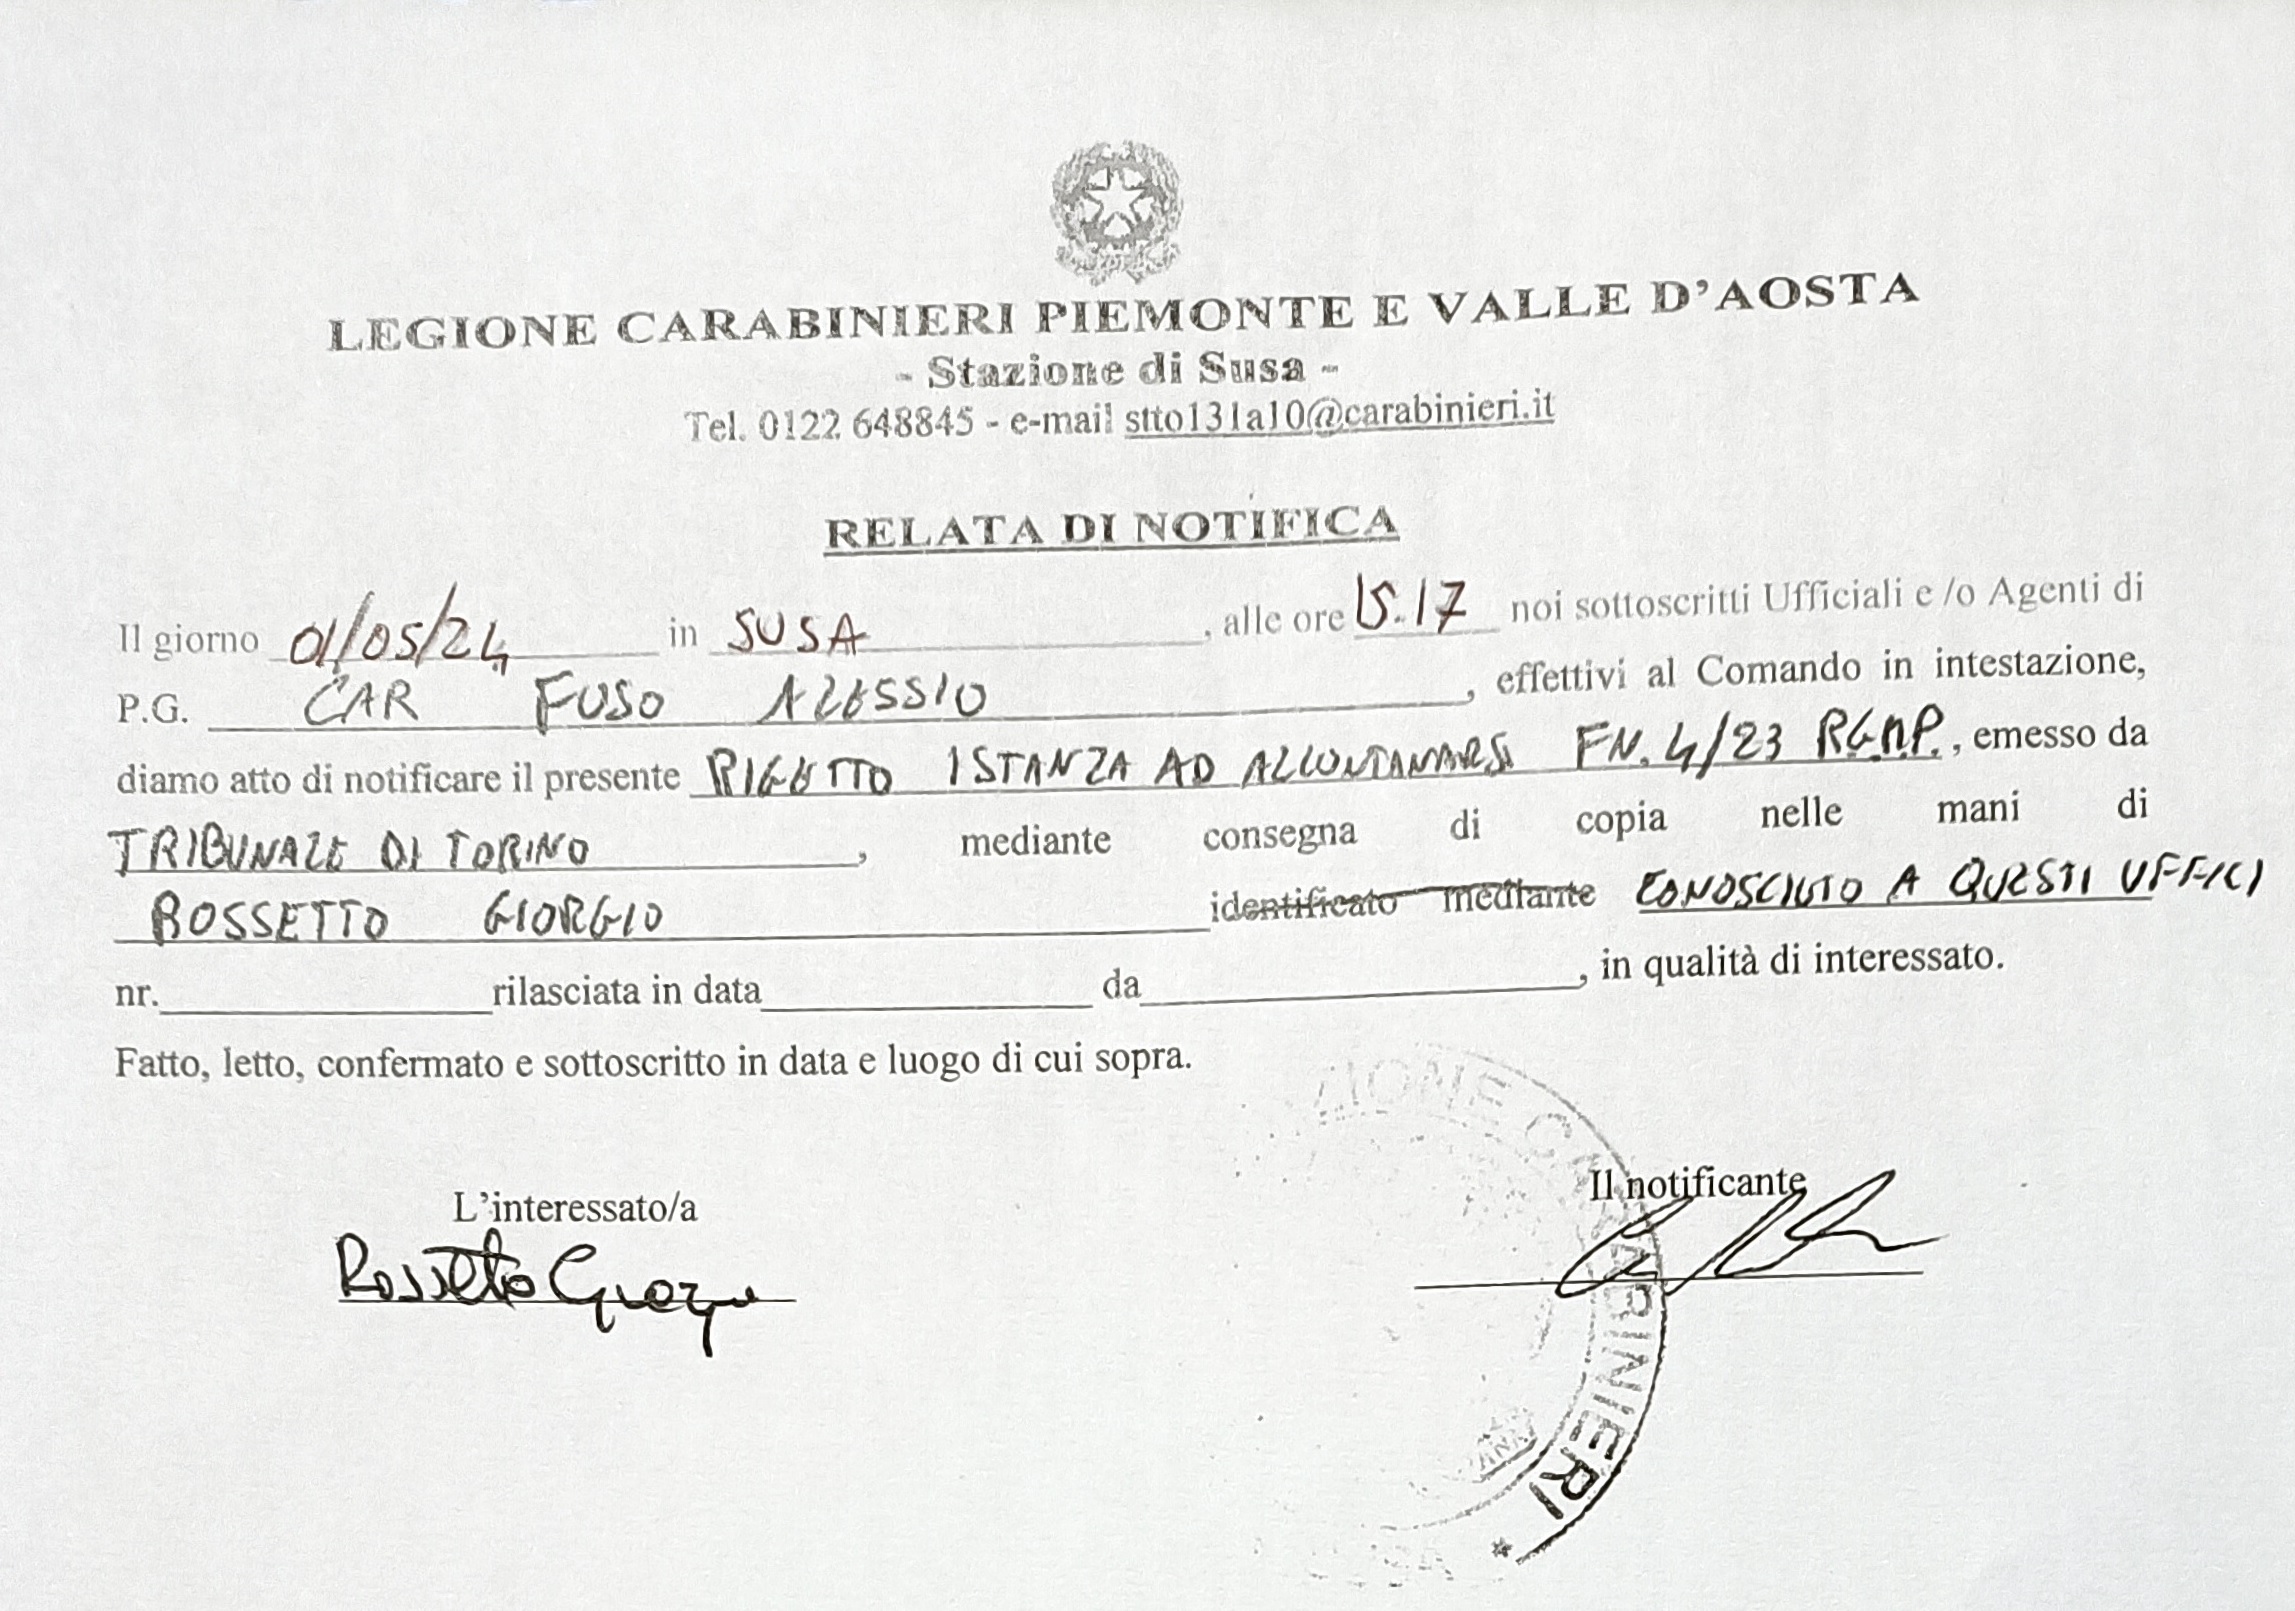 LEGIONE CARABINIERI PIEMONTE E VALLE D'AOSTA
- Stazione di Susa -
Tel. 0122 648845 - e-mail stto131a10@carabinieri.it
RELATA DI NOTIFICA
Il giorno 01/05/24 in SUSA, alle ore 15.17 noi sottoscritti Ufficiali e /o Agenti di
P.G. CAR FUSO ALESSIO, effettivi al Comando in intestazione,
diamo atto di notificare il presente RIGETTO ISTANZA AD ALLONTANARSI FN. 4/23 R.G.M.P., emesso da
TRIBUNALE DI TORINO, mediante consegna di copia nelle mani di
ROSSETTO GIORGIO identificato mediante CONOSCIUTO A QUESTI UFFICI
nr. rilasciata in data da, in qualità di interessato.
Fatto, letto, confermato e sottoscritto in data e luogo di cui sopra.
L'interessato/a
Rossetto Giorgio
Il notificante
ZIONE CARABINIERI *